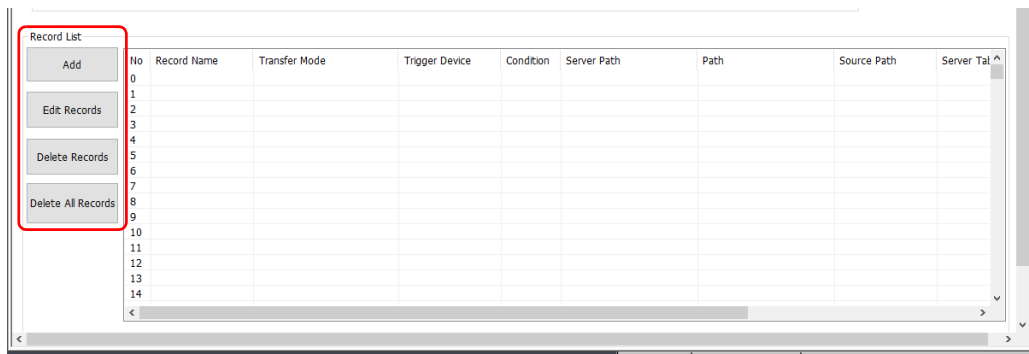 Record List
Add
Edit Records
Delete Records
Delete All Records
No Record Name Transfer Mode Trigger Device Condition Server Path Path Source Path Server Tab
0
1
2
3
4
5
6
7
8
9
10
11
12
13
14